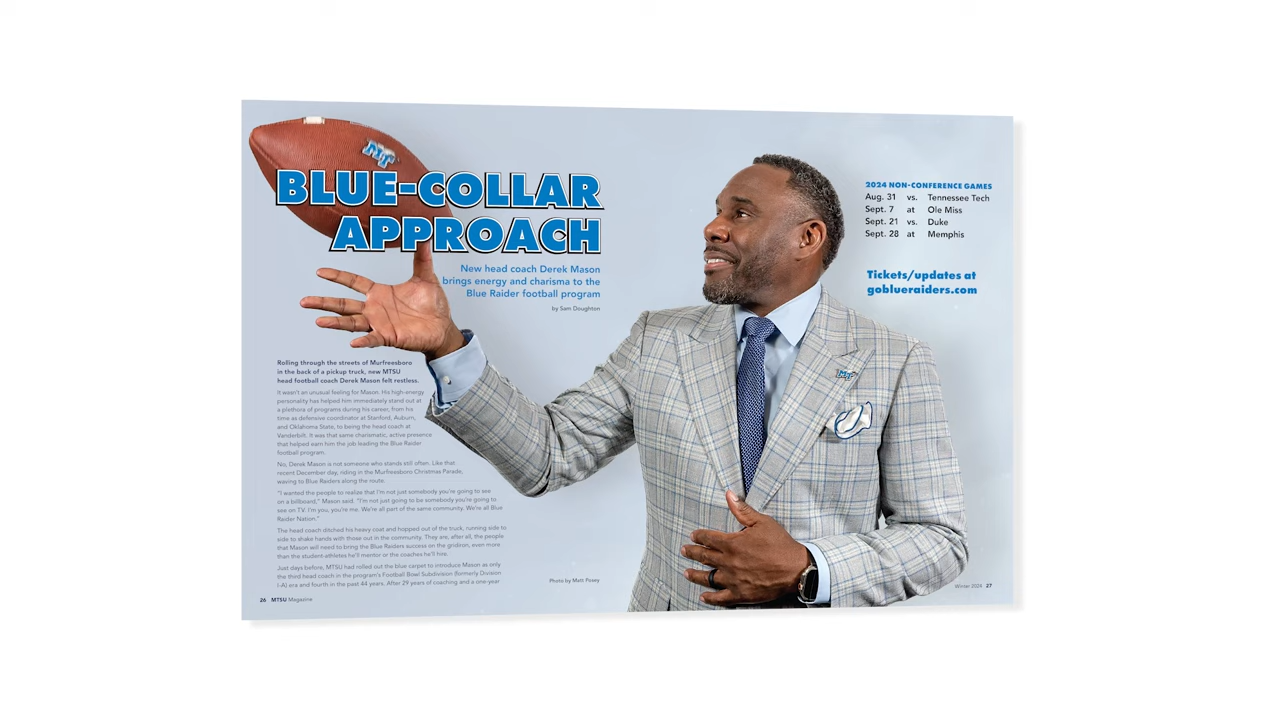 MT
BLUE-COLLAR
APPROACH
New head coach Derek Mason
brings energy and charisma to the
Blue Raider football program
by Sam Doughton
Rolling through the streets of Murfreesboro
in the back of a pickup truck, new MTSU
head football coach Derek Mason felt restless.
It wasn't an unusual feeling for Mason. His high-energy
personality has helped him immediately stand out at
a plethora of programs during his career, from his
time as defensive coordinator at Stanford, Auburn,
and Oklahoma State, to being the head coach at
Vanderbilt. It was that same charismatic, active presence
that helped earn him the job leading the Blue Raider
football program.
No, Derek Mason is not someone who stands still often. Like that
recent December day, riding in the Murfreesboro Christmas Parade,
waving to Blue Raiders along the route.
"I wanted the people to realize that I'm not just somebody you're going to see
on a billboard," Mason said. "I'm not just going to be somebody you're going to
see on TV. I'm you, you're me. We're all part of the same community. We're all Blue
Raider Nation."
The head coach ditched his heavy coat and hopped out of the truck, running side
to side to shake hands with those out in the community. They are, after all, the people
that Mason will need to bring the Blue Raiders success on the gridiron, even more
than the student-athletes he'll mentor or the coaches he'll hire.
Just days before, MTSU had rolled out the blue carpet to introduce Mason as only
the third head coach in the program's Football Bowl Subdivision (formerly Division
I-A) era and fourth in the past 44 years. After 29 years of coaching and a one-year
26 MTSU Magazine
Photo by Matt Posey
2024 NON-CONFERENCE GAMES
Aug. 31 vs. Tennessee Tech
Sept. 7 at Ole Miss
Sept. 21 vs. Duke
Sept. 28 at Memphis
Tickets/updates at
goblueraiders.com
MT
Winter 2024 27